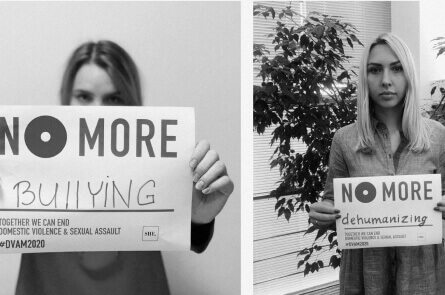 NO MORE
BUllYING
TOGETHER WE CAN END
DOMESTIC VIOLENCE & SEXUAL ASSAULT
#DVAM2020
SHE.
NO MORE
dehumanizing
TOGETHER WE CAN END
DOMESTIC VIOLENCE & SEXUAL ASSAULT
#DVAM2020